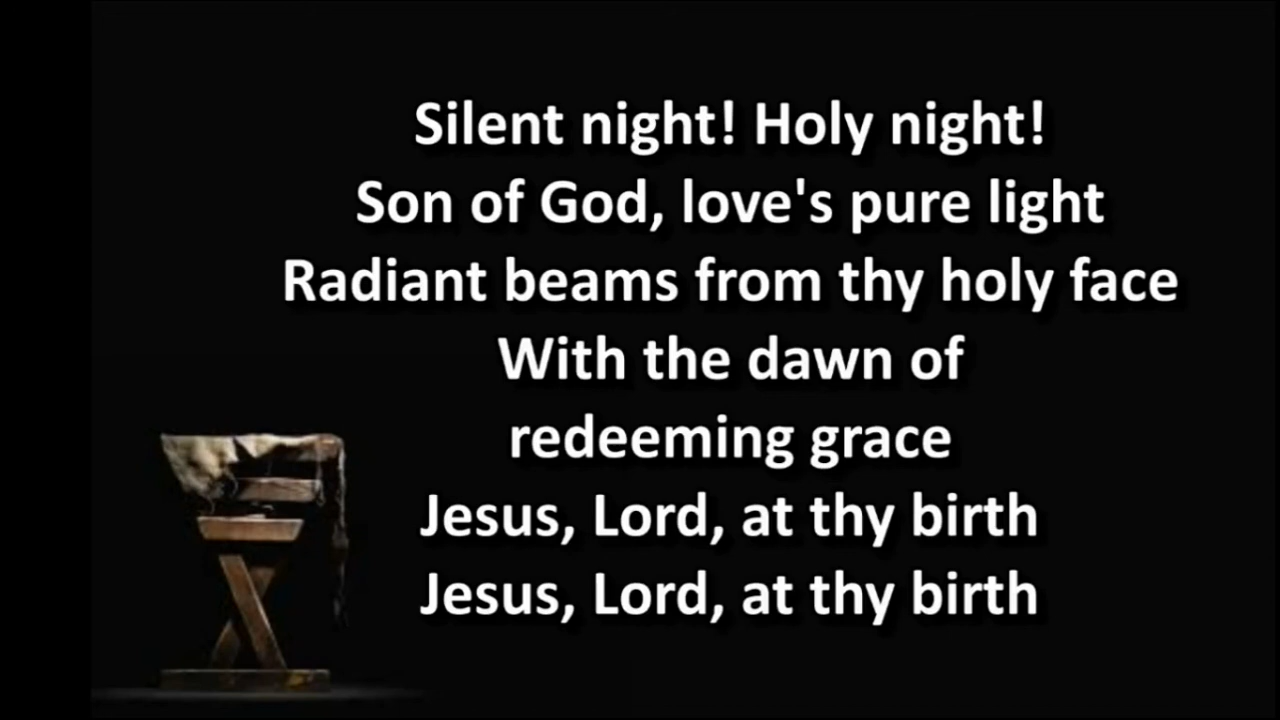 Silent night! Holy night!
Son of God, love's pure light
Radiant beams from thy holy face
With the dawn of
redeeming grace
Jesus, Lord, at thy birth
Jesus, Lord, at thy birth